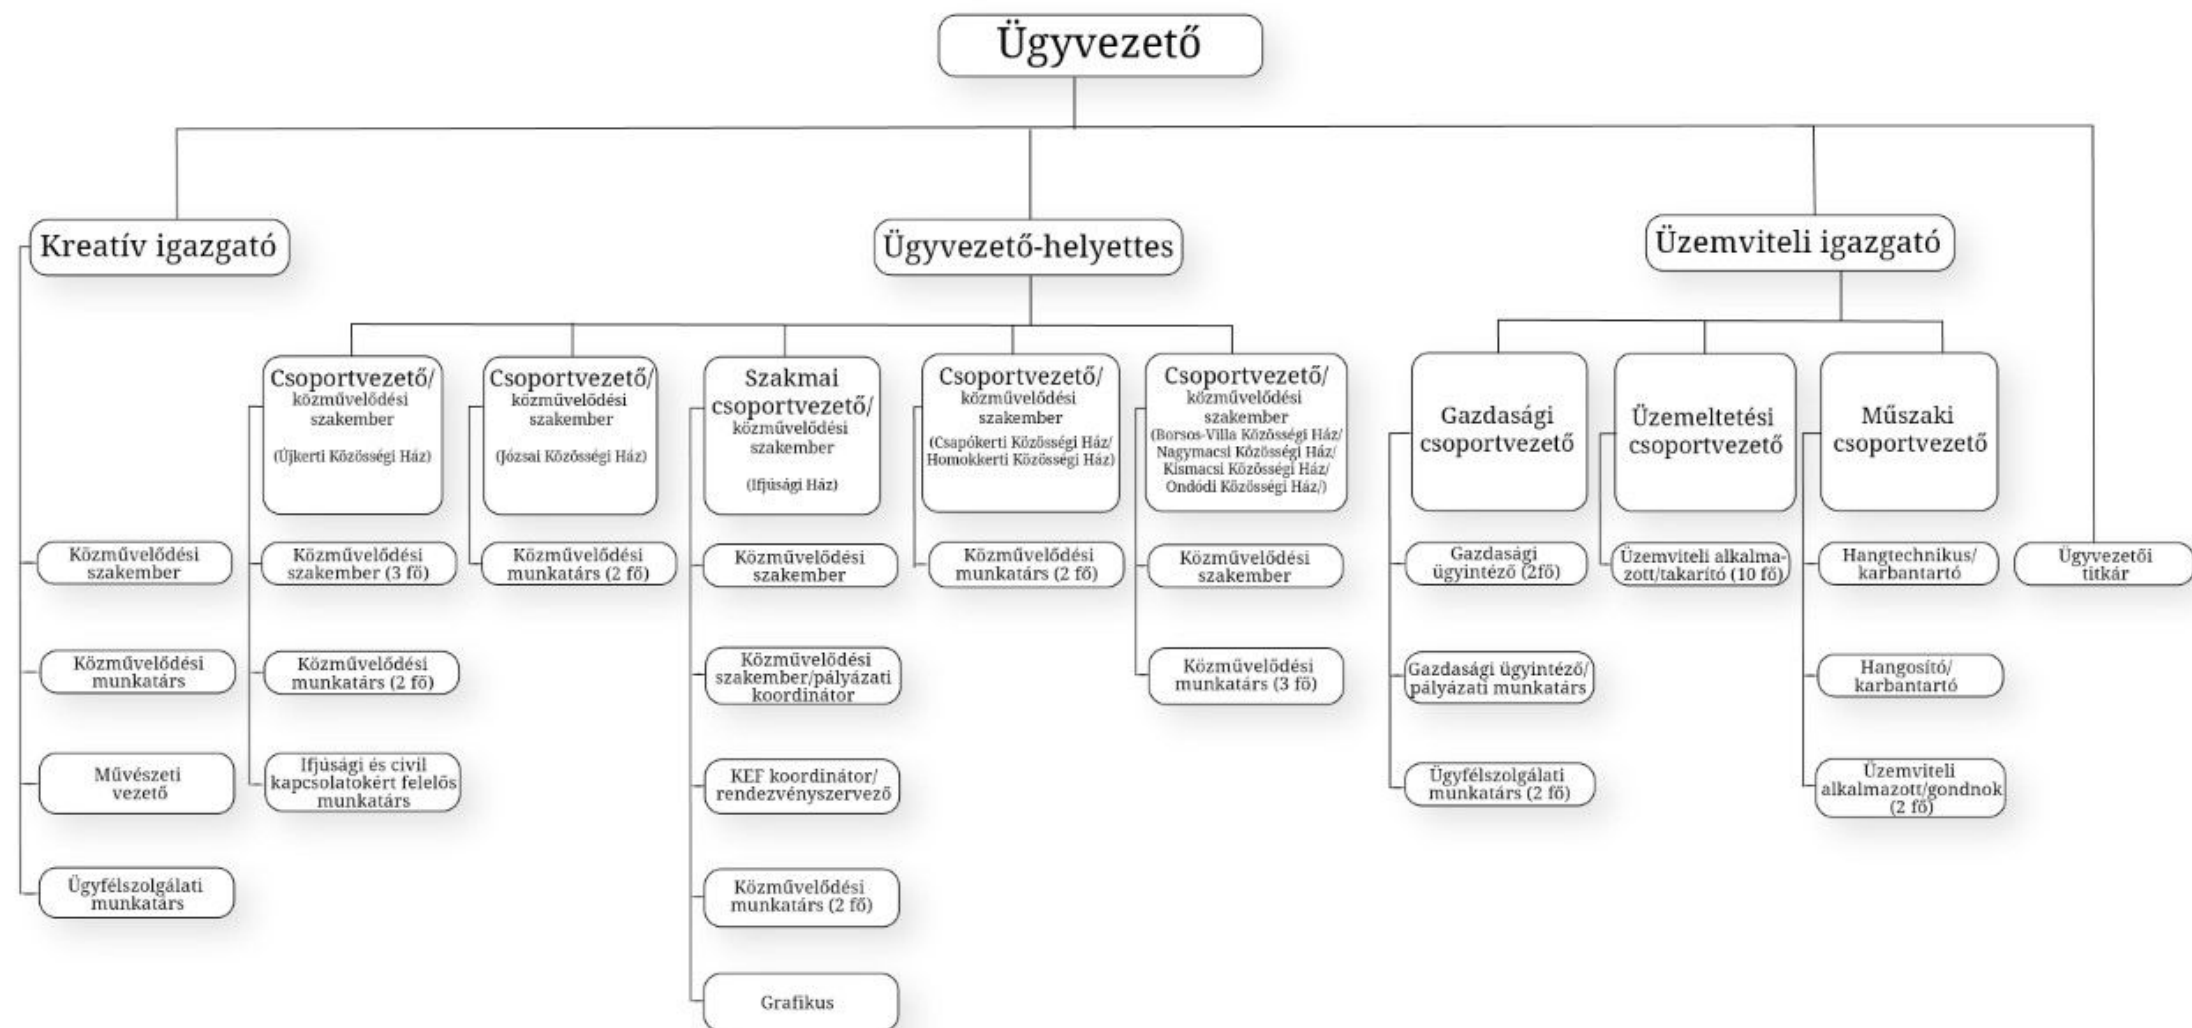 Ügyvezető
Kreatív igazgató
Ügyvezető-helyettes
Üzemviteli igazgató
Csoportvezető/
közművelődési
szakember
(Újkerti Közösségi Ház)
Csoportvezető/
közművelődési
szakember
(Józsai Közösségi Ház)
Szakmai
csoportvezető/
közművelődési
szakember
(Ifjúsági Ház)
Csoportvezető/
közművelődési
szakember
(Csapókerti Közösségi Ház/
Homokkerti Közösségi Ház)
Csoportvezető/
közművelődési
szakember
(Borsos-Villa Közösségi Ház/
Nagymacsi Közösségi Ház/
Kismacsi Közösségi Ház/
Ondódi Közösségi Ház/)
Gazdasági
csoportvezető
Üzemeltetési
csoportvezető
Műszaki
csoportvezető
Közművelődési
szakember
Közművelődési
szakember (3 fő)
Közművelődési
munkatárs (2 fő)
Közművelődési
szakember
Közművelődési
munkatárs (2 fő)
Közművelődési
szakember
Gazdasági
ügyintéző (2fő)
Üzemviteli alkalma-
zott/takarító (10 fő)
Hangtechnikus/
karbantartó
Ügyvezetői
titkár
Közművelődési
munkatárs
Közművelődési
munkatárs (2 fő)
Közművelődési
szakember/pályázati
koordinátor
Közművelődési
munkatárs (3 fő)
Gazdasági ügyintéző/
pályázati munkatárs
Hangosító/
karbantartó
Művészeti
vezető
Ifjúsági és civil
kapcsolatokért felelős
munkatárs
KEF koordinátor/
rendezvényszervező
Ügyfélszolgálati
munkatárs (2 fő)
Üzemviteli
alkalmazott/gondnok
(2 fő)
Ügyfélszolgálati
munkatárs
Közművelődési
munkatárs (2 fő)
Grafikus